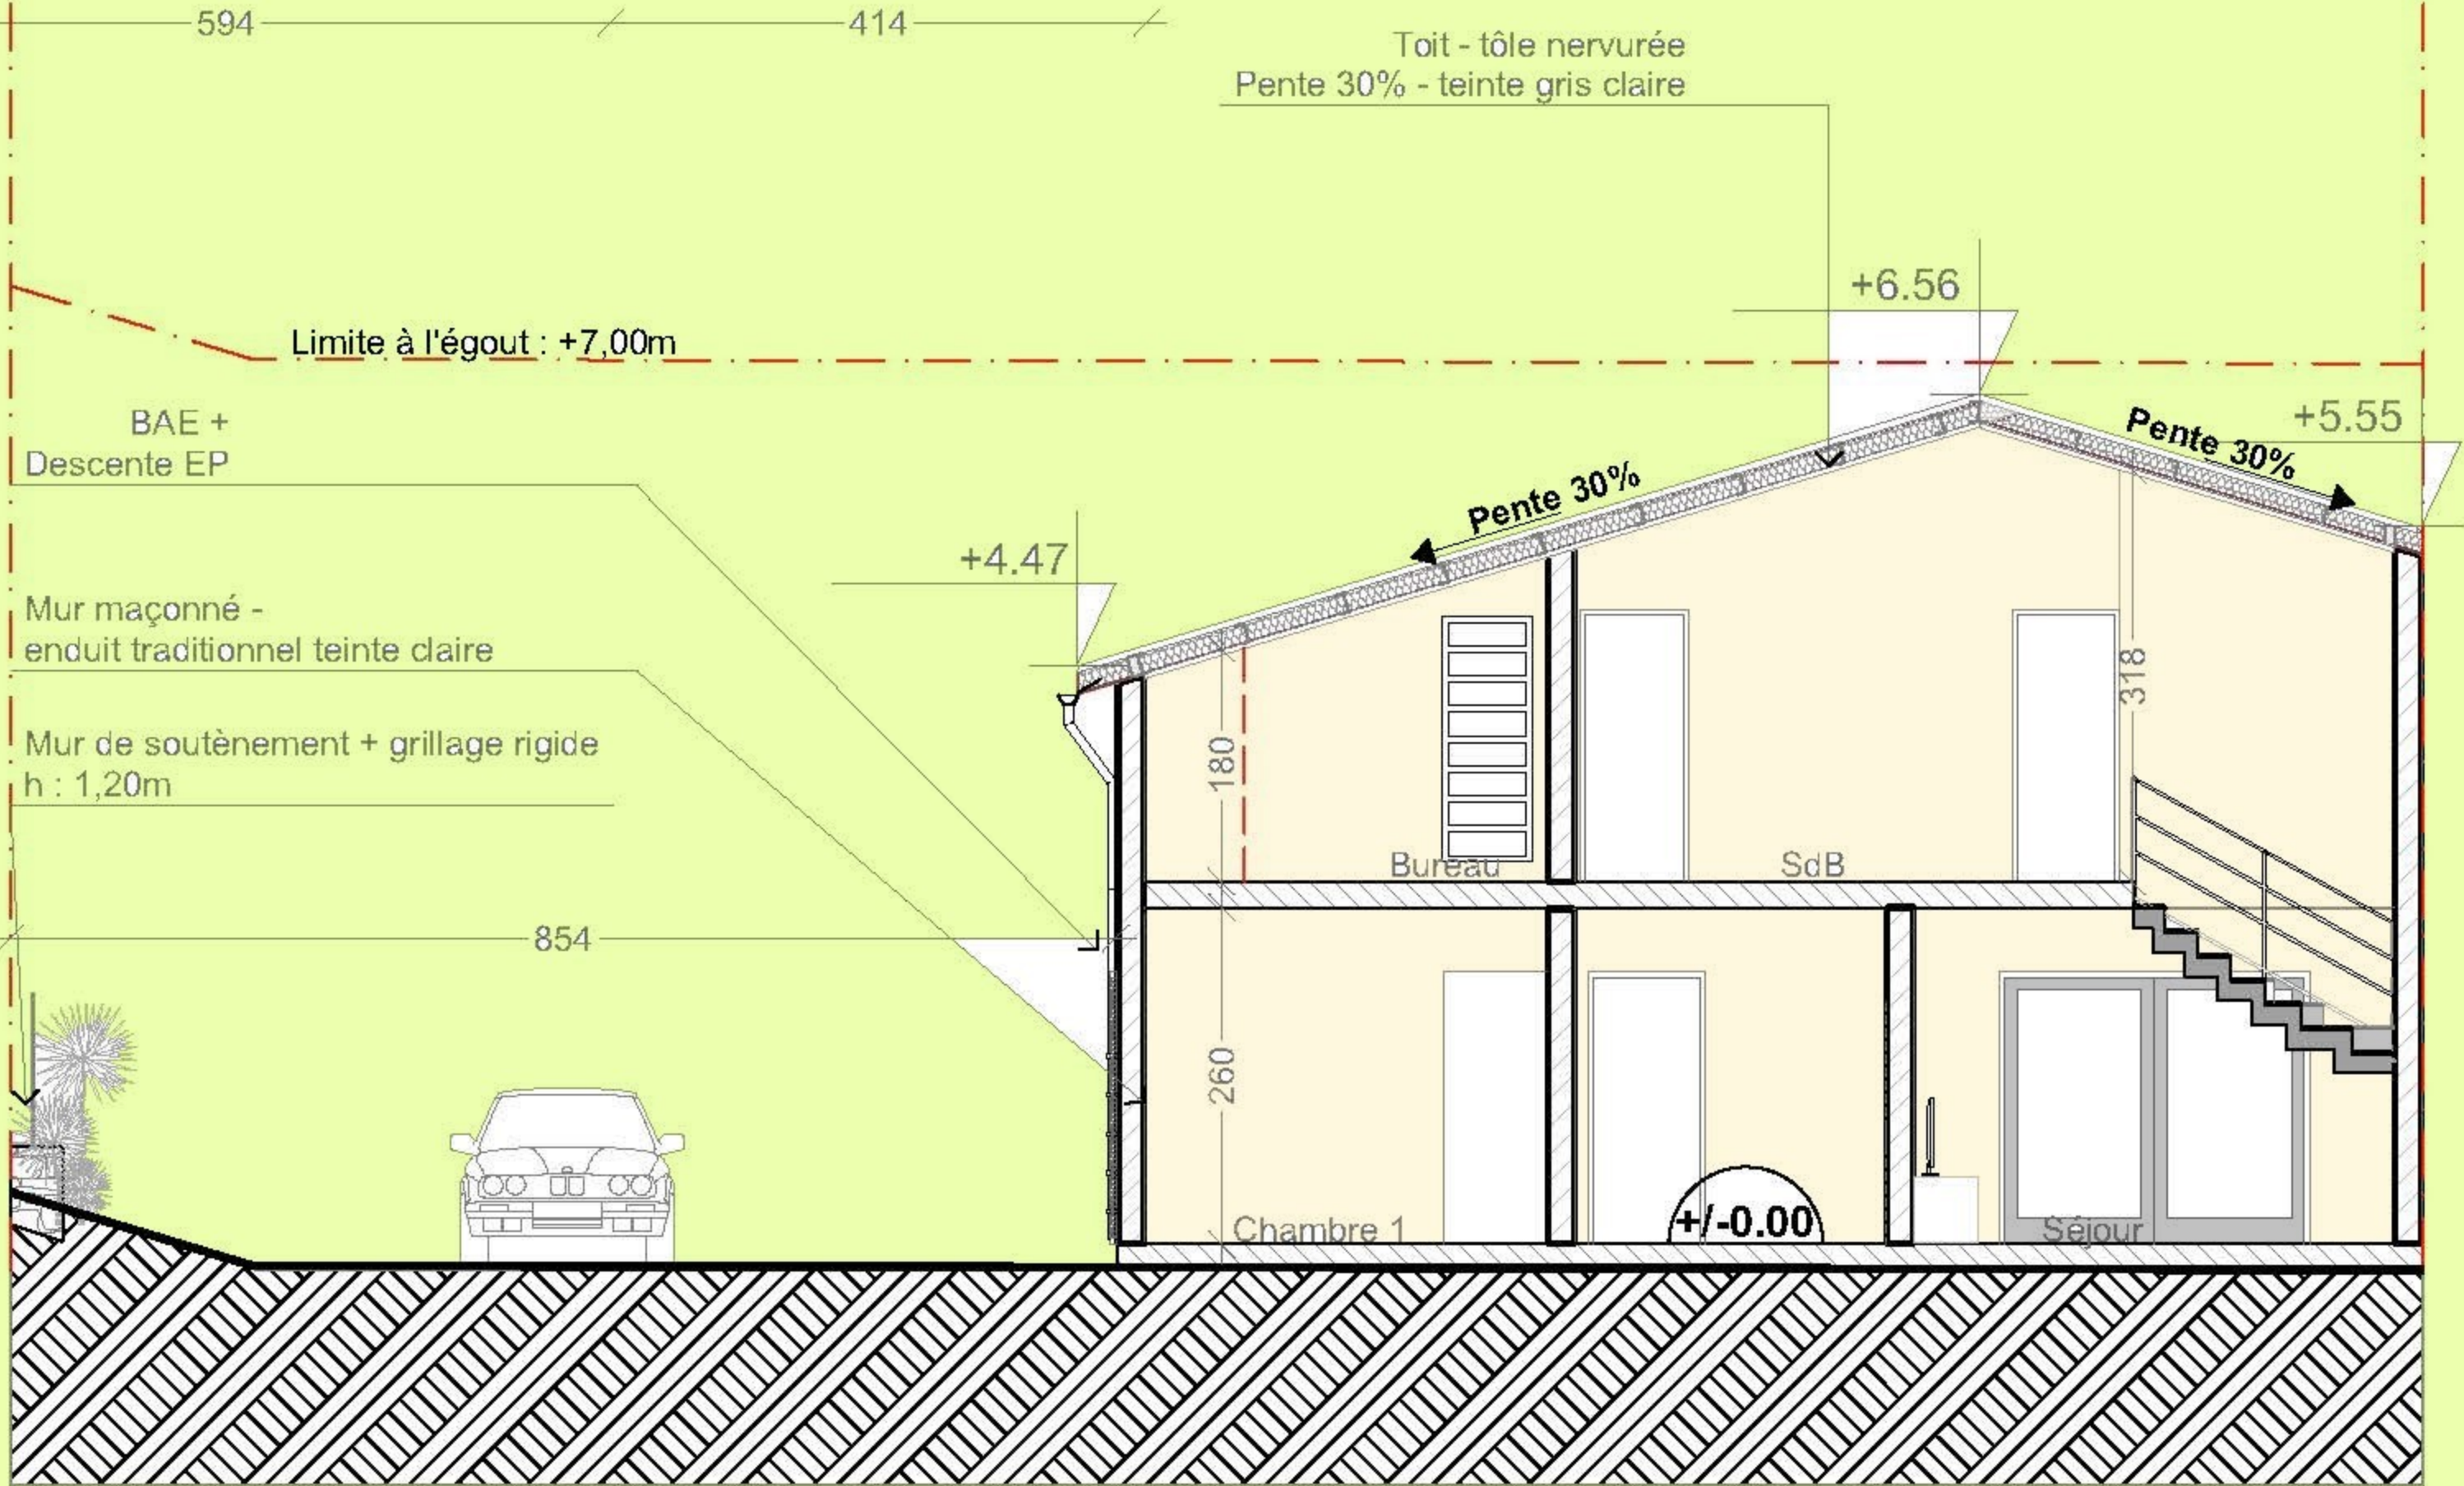 594
414
Toit - tôle nervurée
Pente 30% - teinte gris claire
+6.56
Limite à l'égout : +7,00m
BAE +
Descente EP
Pente 30%
+5.55
Pente 30%
+4.47
Mur maçonné -
enduit traditionnel teinte claire
318
Mur de soutènement + grillage rigide
h : 1,20m
180
Bureau
SdB
854
260
Chambre 1
+/-0.00
Séjour